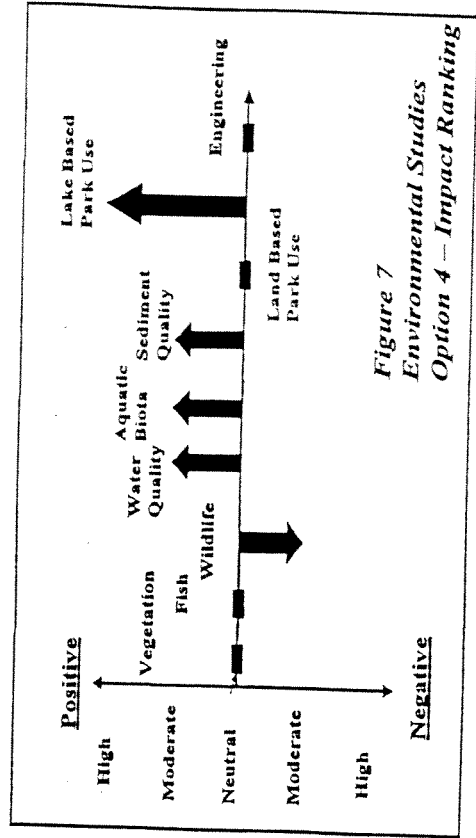 Positive
High
Moderate
Neutral
Moderate
High
Negative
Vegetation
Fish
Wildlife
Water
Quality
Aquatic
Biota
Sediment
Quality
Land Based
Park Use
Lake Based
Park Use
Engineering
Figure 7
Environmental Studies
Option 4 – Impact Ranking